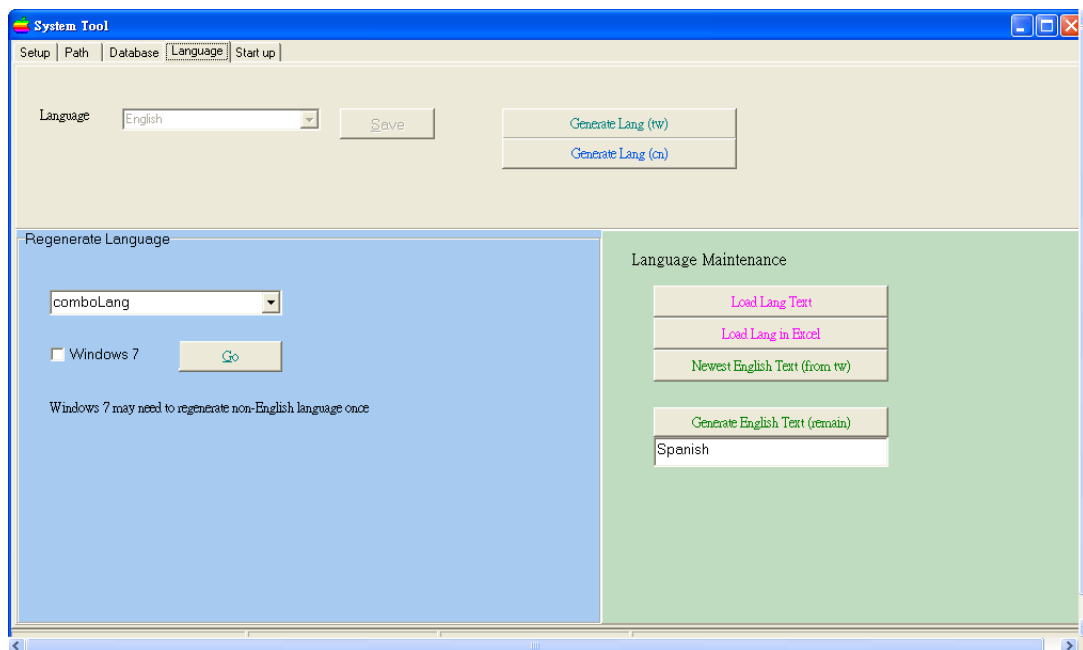 System Tool
Setup Path Database Language Start up
Language English Save Generate Lang (tw)
Generate Lang (cn)
Regenerate Language
Language Maintenance
comboLang
Load Lang Text
Load Lang in Excel
Windows 7 Go
Newest English Text (from tw)
Windows 7 may need to regenerate non-English language once
Generate English Text (remain)
Spanish